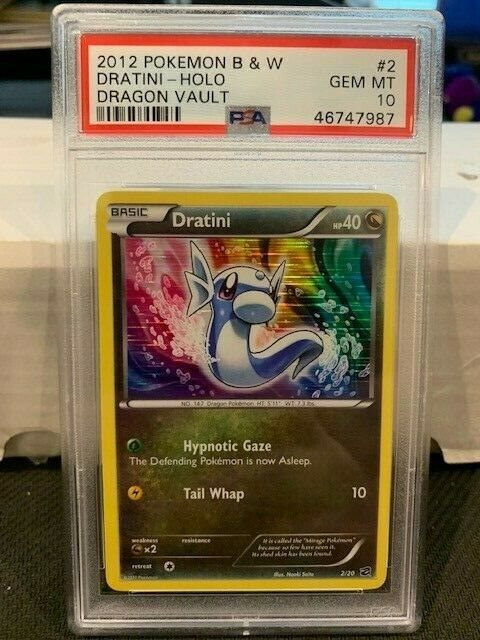 2012 POKEMON B & W #2
DRATINI-HOLO GEM MT
DRAGON VAULT 10
PSA 46747987
BASIC Dratini HP40
NO. 147 Dragon Pokémon HT. 5'11" WT. 7.3 lbs.
Hypnotic Gaze
The Defending Pokémon is now Asleep.
Tail Whap 10
weakness resistance
×2
retreat
It is called the "Mirage Pokémon"
because so few have seen it.
Its shed skin has been found.
©2012 Pokémon Illus. Naoki Saito 2/20